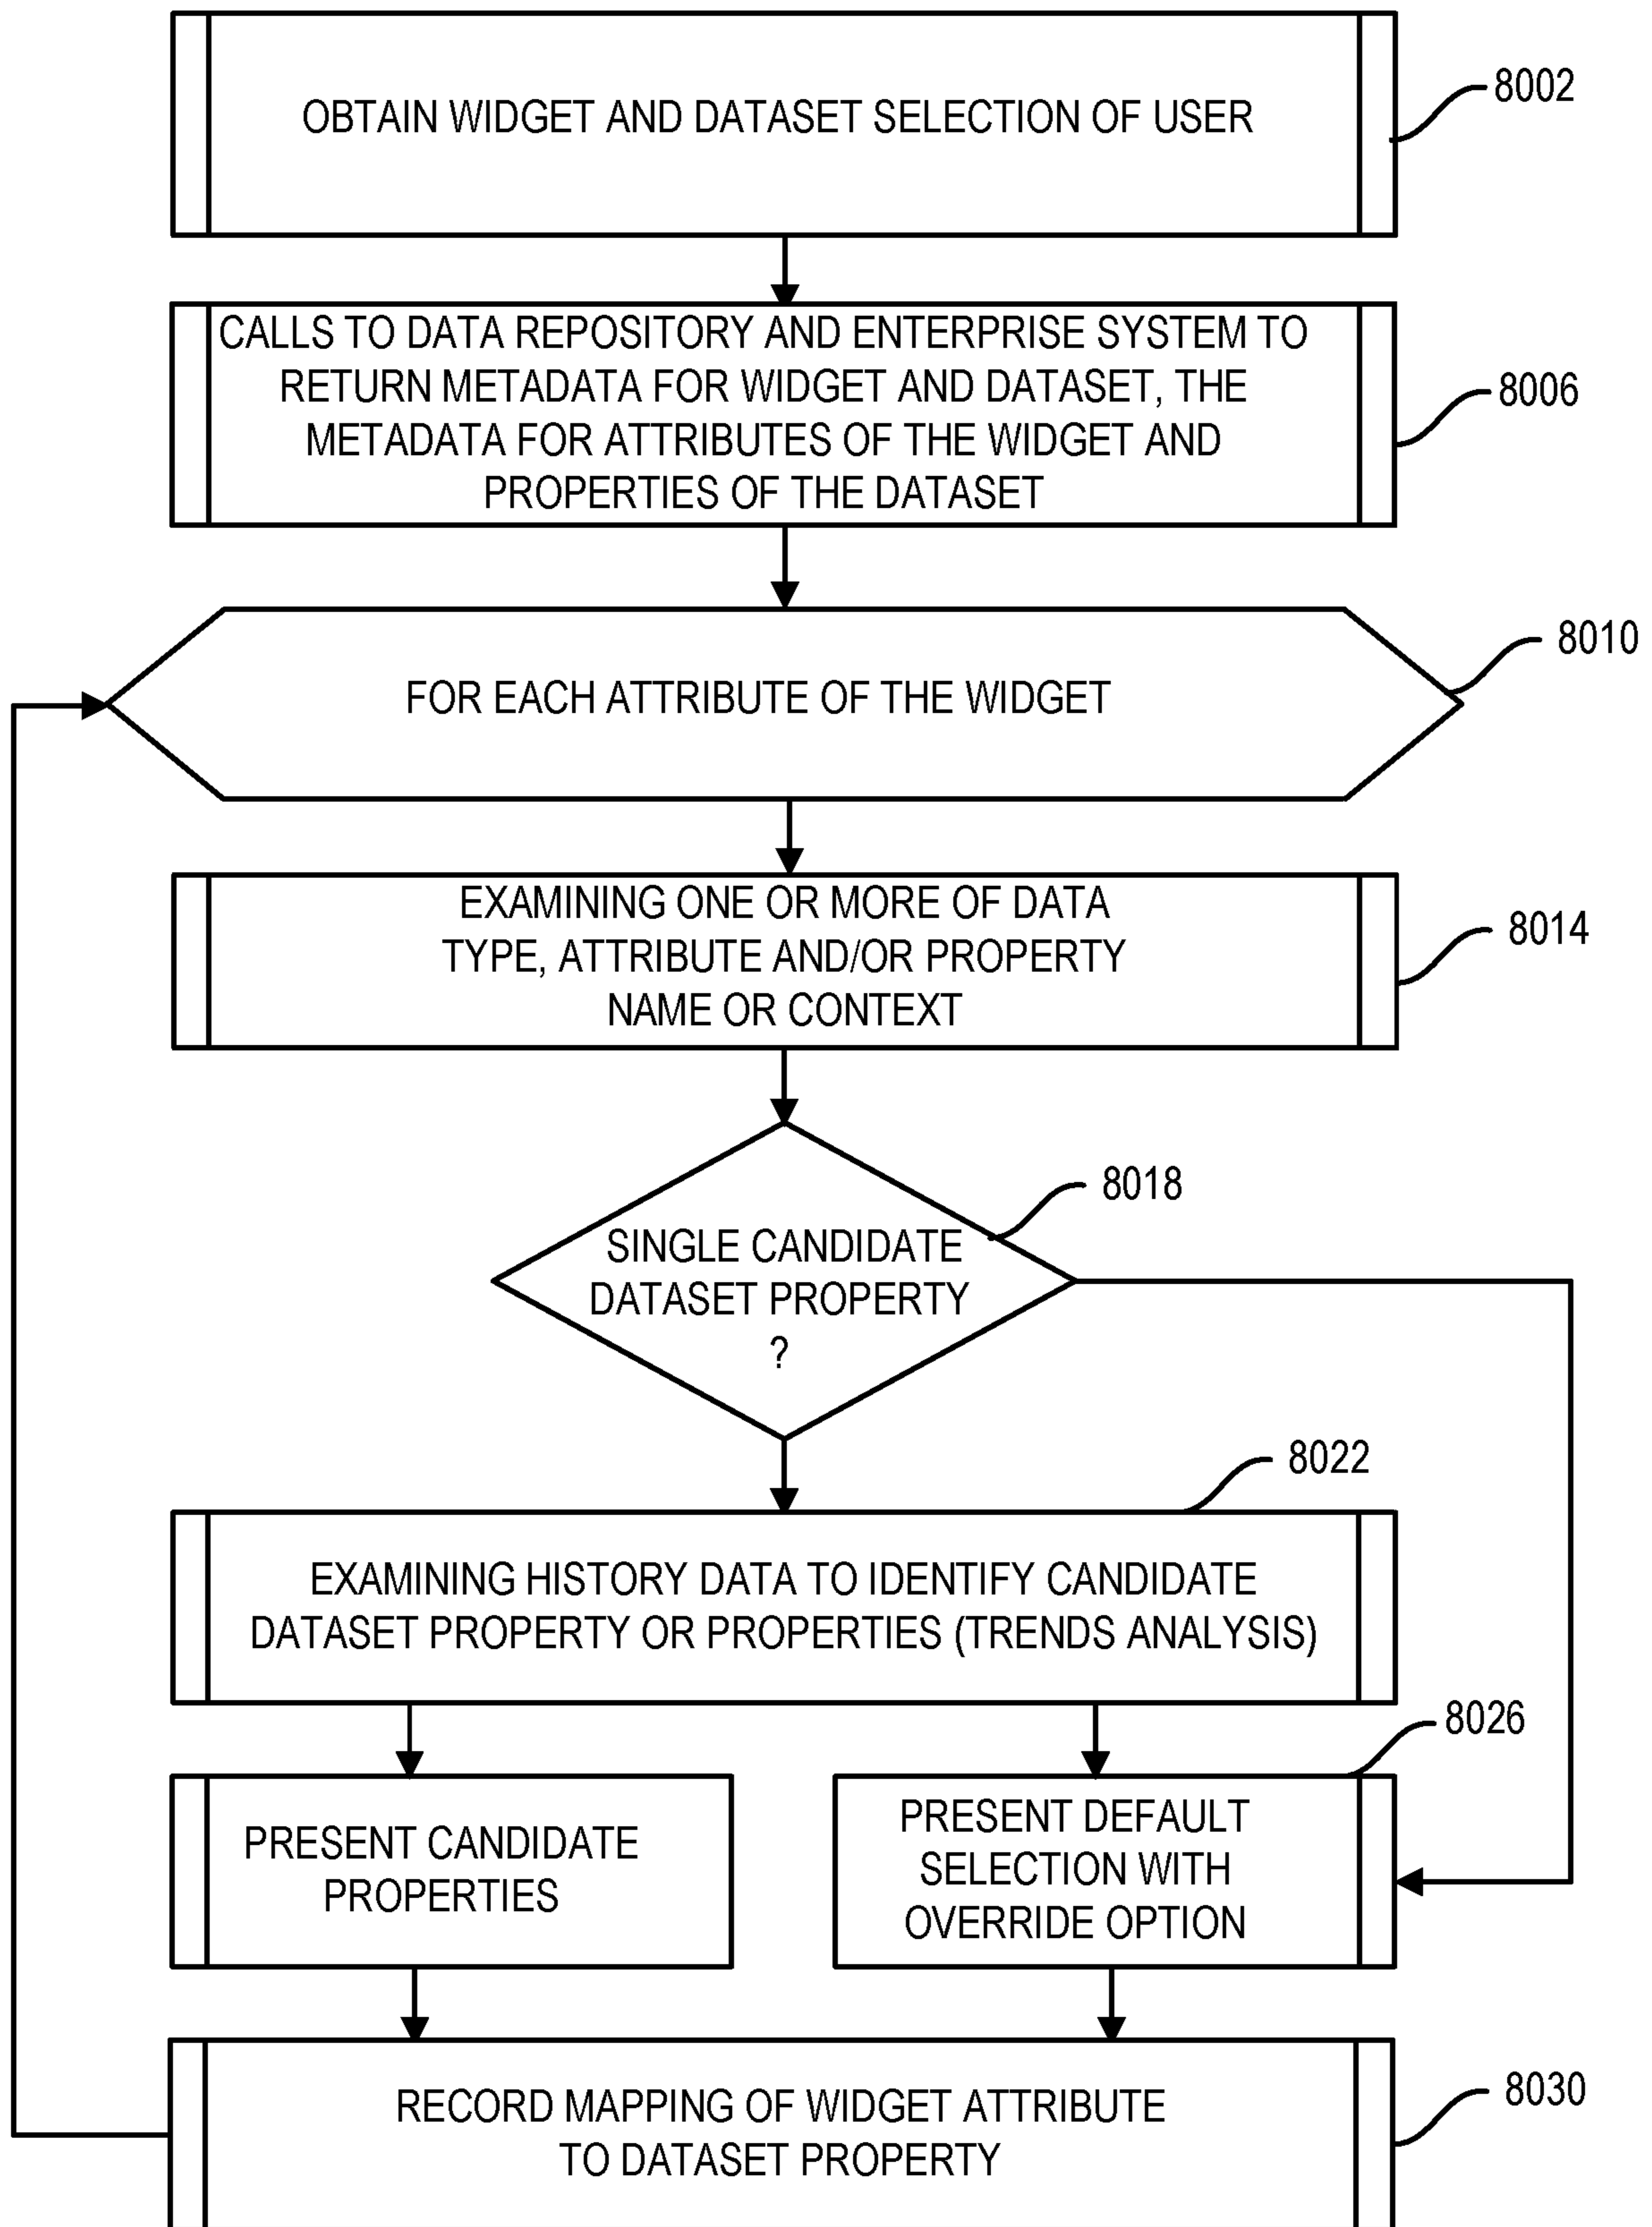 OBTAIN WIDGET AND DATASET SELECTION OF USER
8002
CALLS TO DATA REPOSITORY AND ENTERPRISE SYSTEM TO
RETURN METADATA FOR WIDGET AND DATASET, THE
METADATA FOR ATTRIBUTES OF THE WIDGET AND
PROPERTIES OF THE DATASET
8006
FOR EACH ATTRIBUTE OF THE WIDGET
8010
EXAMINING ONE OR MORE OF DATA
TYPE, ATTRIBUTE AND/OR PROPERTY
NAME OR CONTEXT
8014
SINGLE CANDIDATE
DATASET PROPERTY
?
8018
EXAMINING HISTORY DATA TO IDENTIFY CANDIDATE
DATASET PROPERTY OR PROPERTIES (TRENDS ANALYSIS)
8022
PRESENT CANDIDATE
PROPERTIES
PRESENT DEFAULT
SELECTION WITH
OVERRIDE OPTION
8026
RECORD MAPPING OF WIDGET ATTRIBUTE
TO DATASET PROPERTY
8030